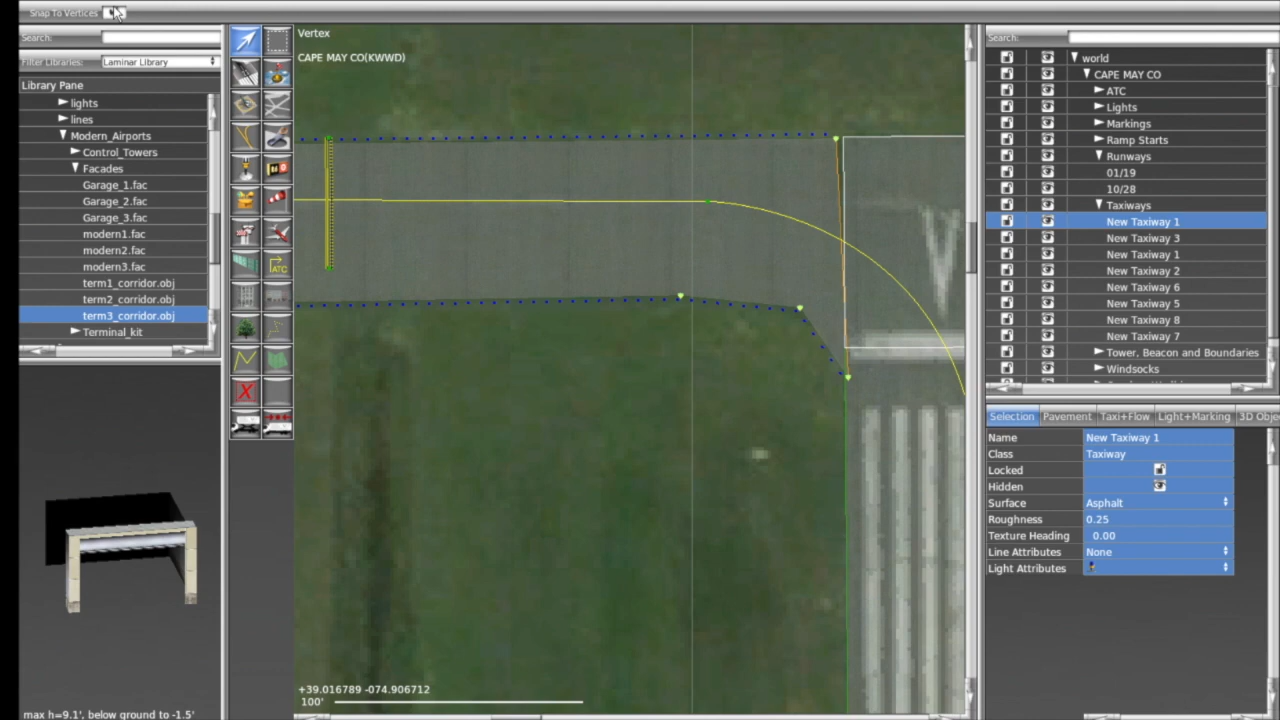 Snap To Vertices
Search:
Filter Libraries:
Laminar Library
Library Pane
lights
lines
Modern_Airports
Control_Towers
Facades
Garage_1.fac
Garage_2.fac
Garage_3.fac
modern1.fac
modern2.fac
modern3.fac
term1_corridor.obj
term2_corridor.obj
term3_corridor.obj
Terminal_kit
max h=9.1', below ground to -1.5'
ATC
Vertex
CAPE MAY CO(KWWD)
+39.016789 -074.906712
100'
Search:
world
CAPE MAY CO
ATC
Lights
Markings
Ramp Starts
Runways
01/19
10/28
Taxiways
New Taxiway 1
New Taxiway 3
New Taxiway 1
New Taxiway 2
New Taxiway 6
New Taxiway 5
New Taxiway 8
New Taxiway 7
Tower, Beacon and Boundaries
Windsocks
Selection Pavement Taxi+Flow Light+Marking 3D Obje
Name New Taxiway 1
Class Taxiway
Locked
Hidden
Surface Asphalt
Roughness 0.25
Texture Heading 0.00
Line Attributes None
Light Attributes